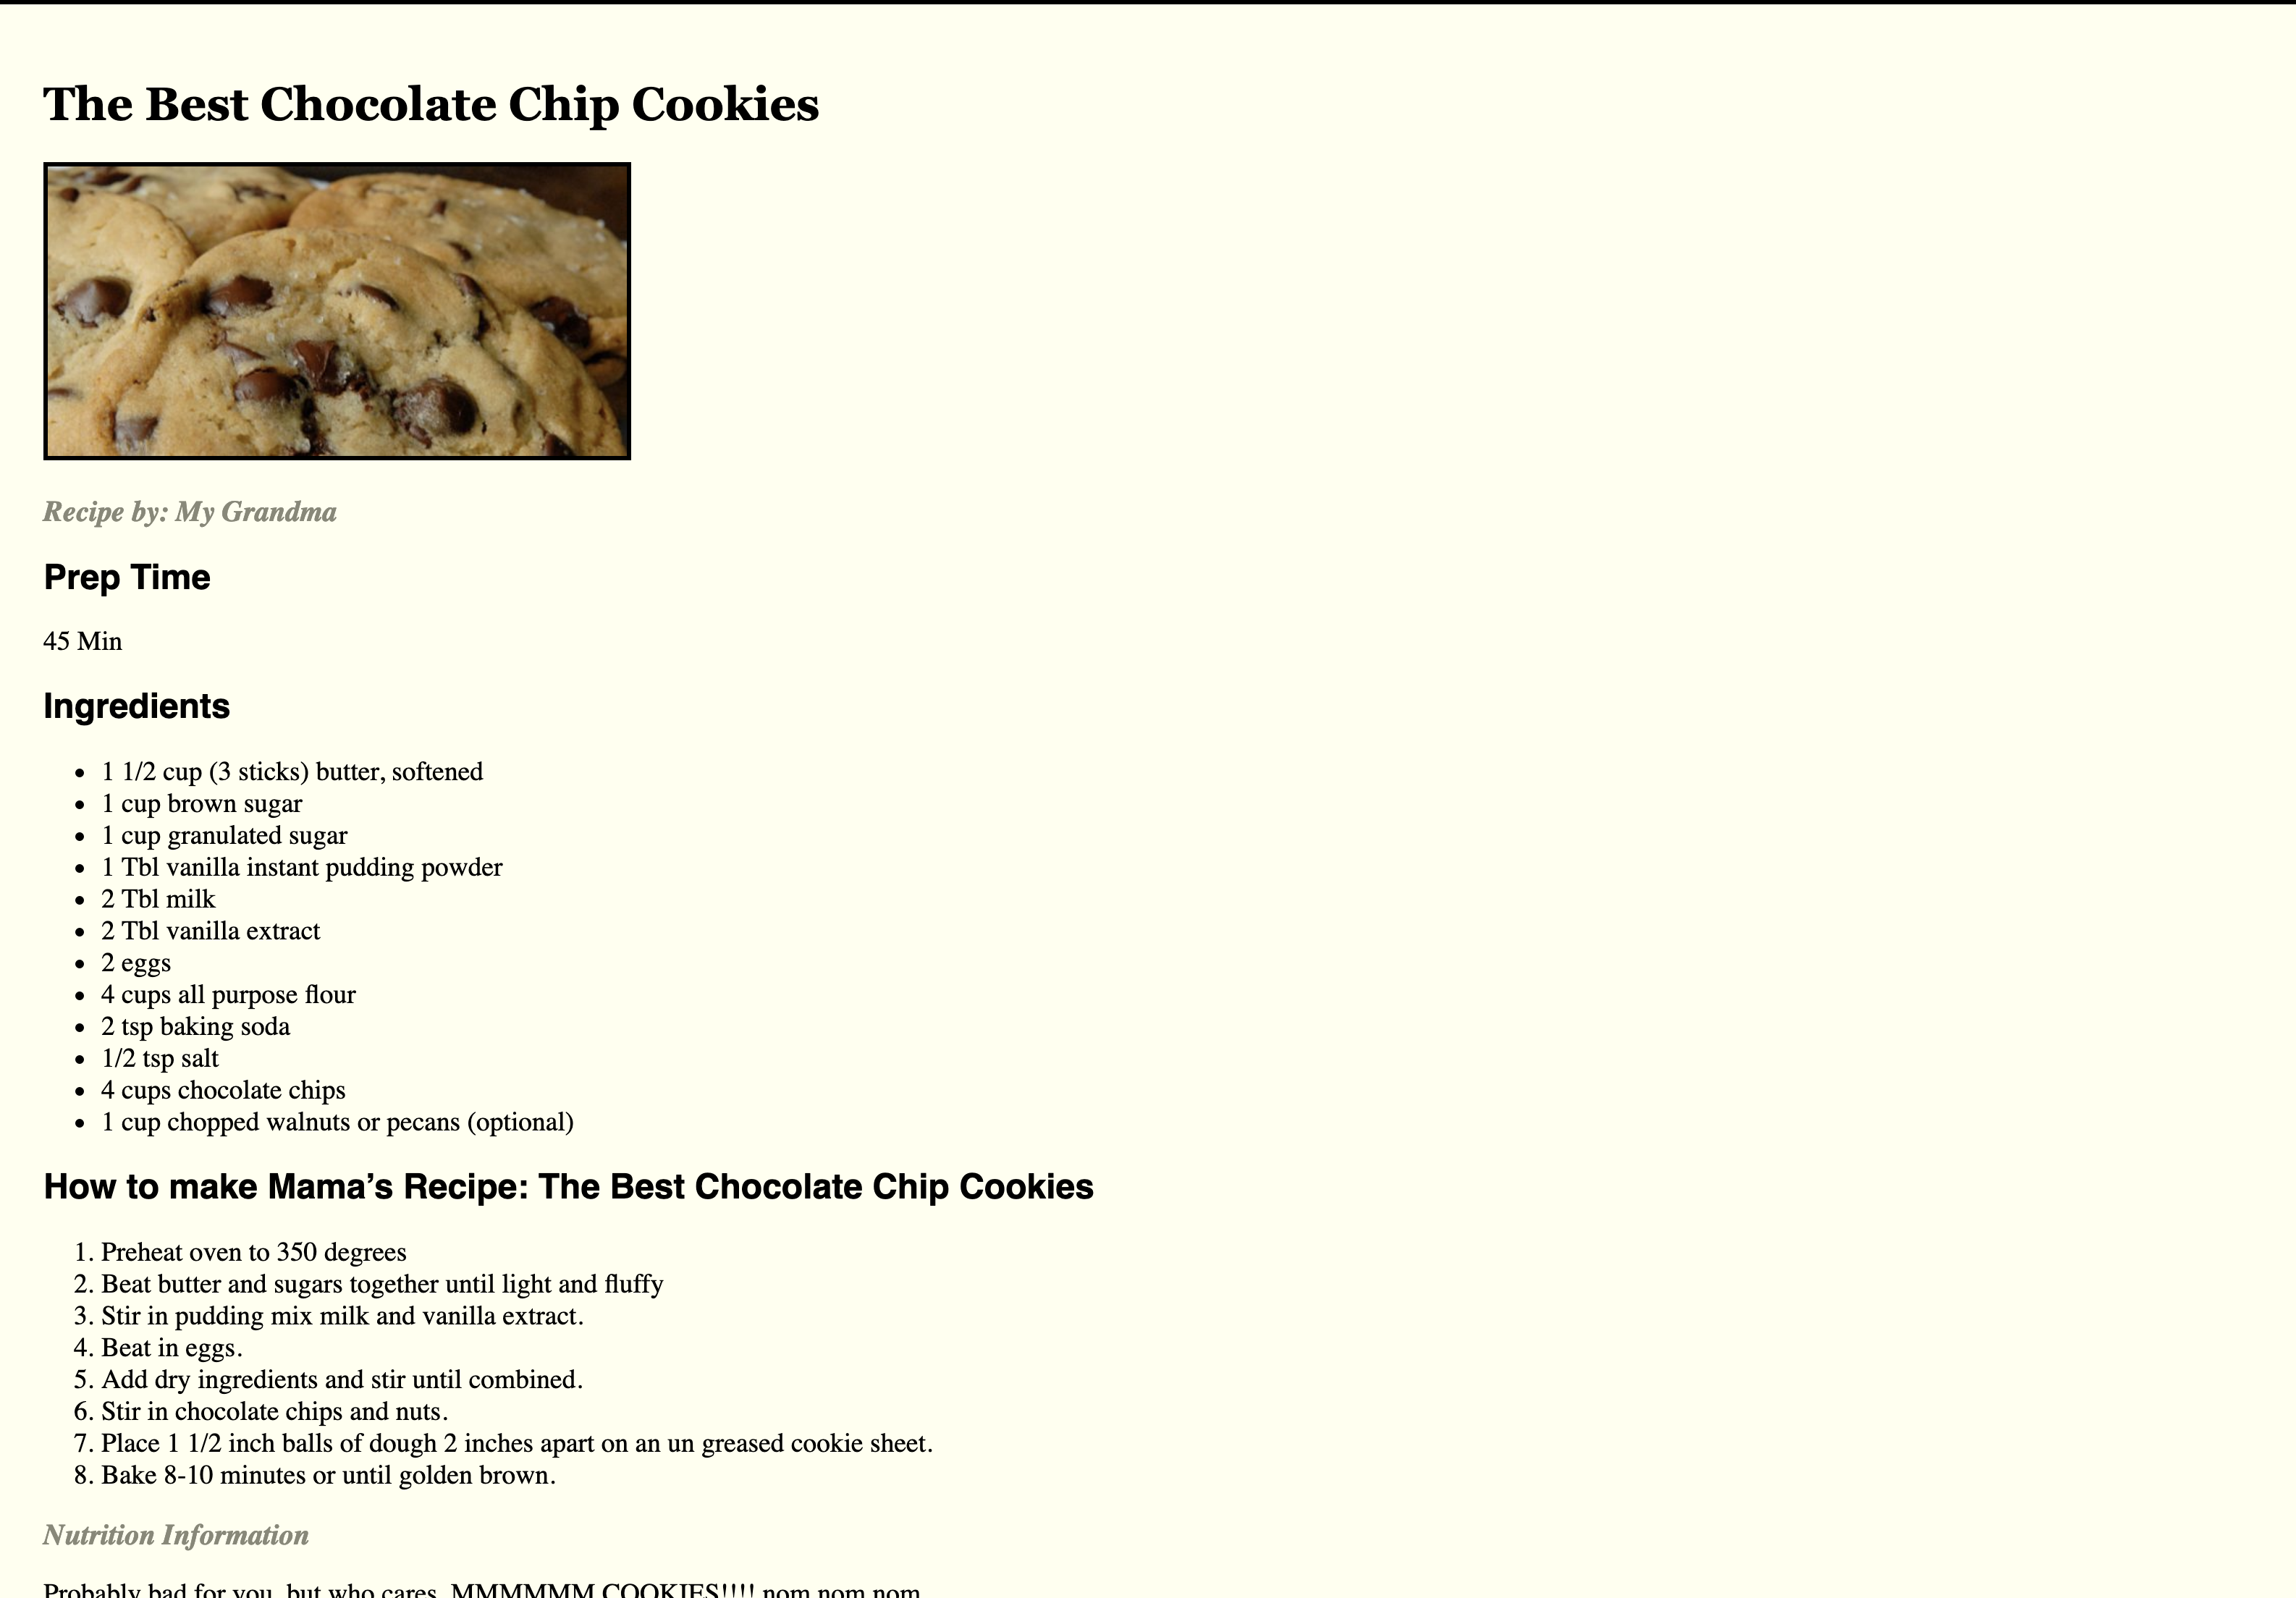 The Best Chocolate Chip Cookies
Recipe by: My Grandma
Prep Time
45 Min
Ingredients
• 1 1/2 cup (3 sticks) butter, softened
• 1 cup brown sugar
• 1 cup granulated sugar
• 1 Tbl vanilla instant pudding powder
• 2 Tbl milk
• 2 Tbl vanilla extract
• 2 eggs
• 4 cups all purpose flour
• 2 tsp baking soda
• 1/2 tsp salt
• 4 cups chocolate chips
• 1 cup chopped walnuts or pecans (optional)
How to make Mama’s Recipe: The Best Chocolate Chip Cookies
1. Preheat oven to 350 degrees
2. Beat butter and sugars together until light and fluffy
3. Stir in pudding mix milk and vanilla extract.
4. Beat in eggs.
5. Add dry ingredients and stir until combined.
6. Stir in chocolate chips and nuts.
7. Place 1 1/2 inch balls of dough 2 inches apart on an un greased cookie sheet.
8. Bake 8-10 minutes or until golden brown.
Nutrition Information
Probably bad for you, but who cares. MMMMMM COOKIES!!!! nom nom nom